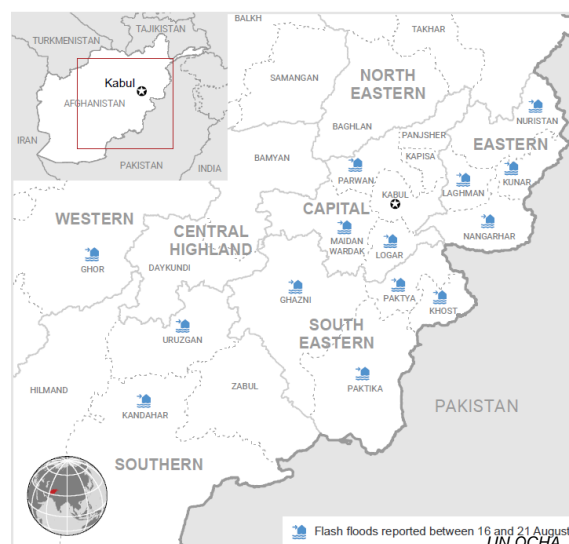 TAJIKISTAN
TURKMENISTAN
Kabul
AFGHANISTAN
IRAN
PAKISTAN
INDIA
BALKH
TAKHAR
SAMANGAN
NORTH
EASTERN
NURISTAN
BAGHLAN
PANJSHER
EASTERN
BAMYAN
KAPISA
PARWAN
KUNAR
LAGHMAN
KABUL
WESTERN
CAPITAL
CENTRAL
HIGHLAND
NANGARHAR
MAIDAN
WARDAK
LOGAR
GHOR
DAYKUNDI
PAKTYA
GHAZNI
KHOST
SOUTH
EASTERN
URUZGAN
PAKTIKA
HILMAND
ZABUL
KANDAHAR
PAKISTAN
SOUTHERN
Flash floods reported between 16 and 21 August
UN OCHA